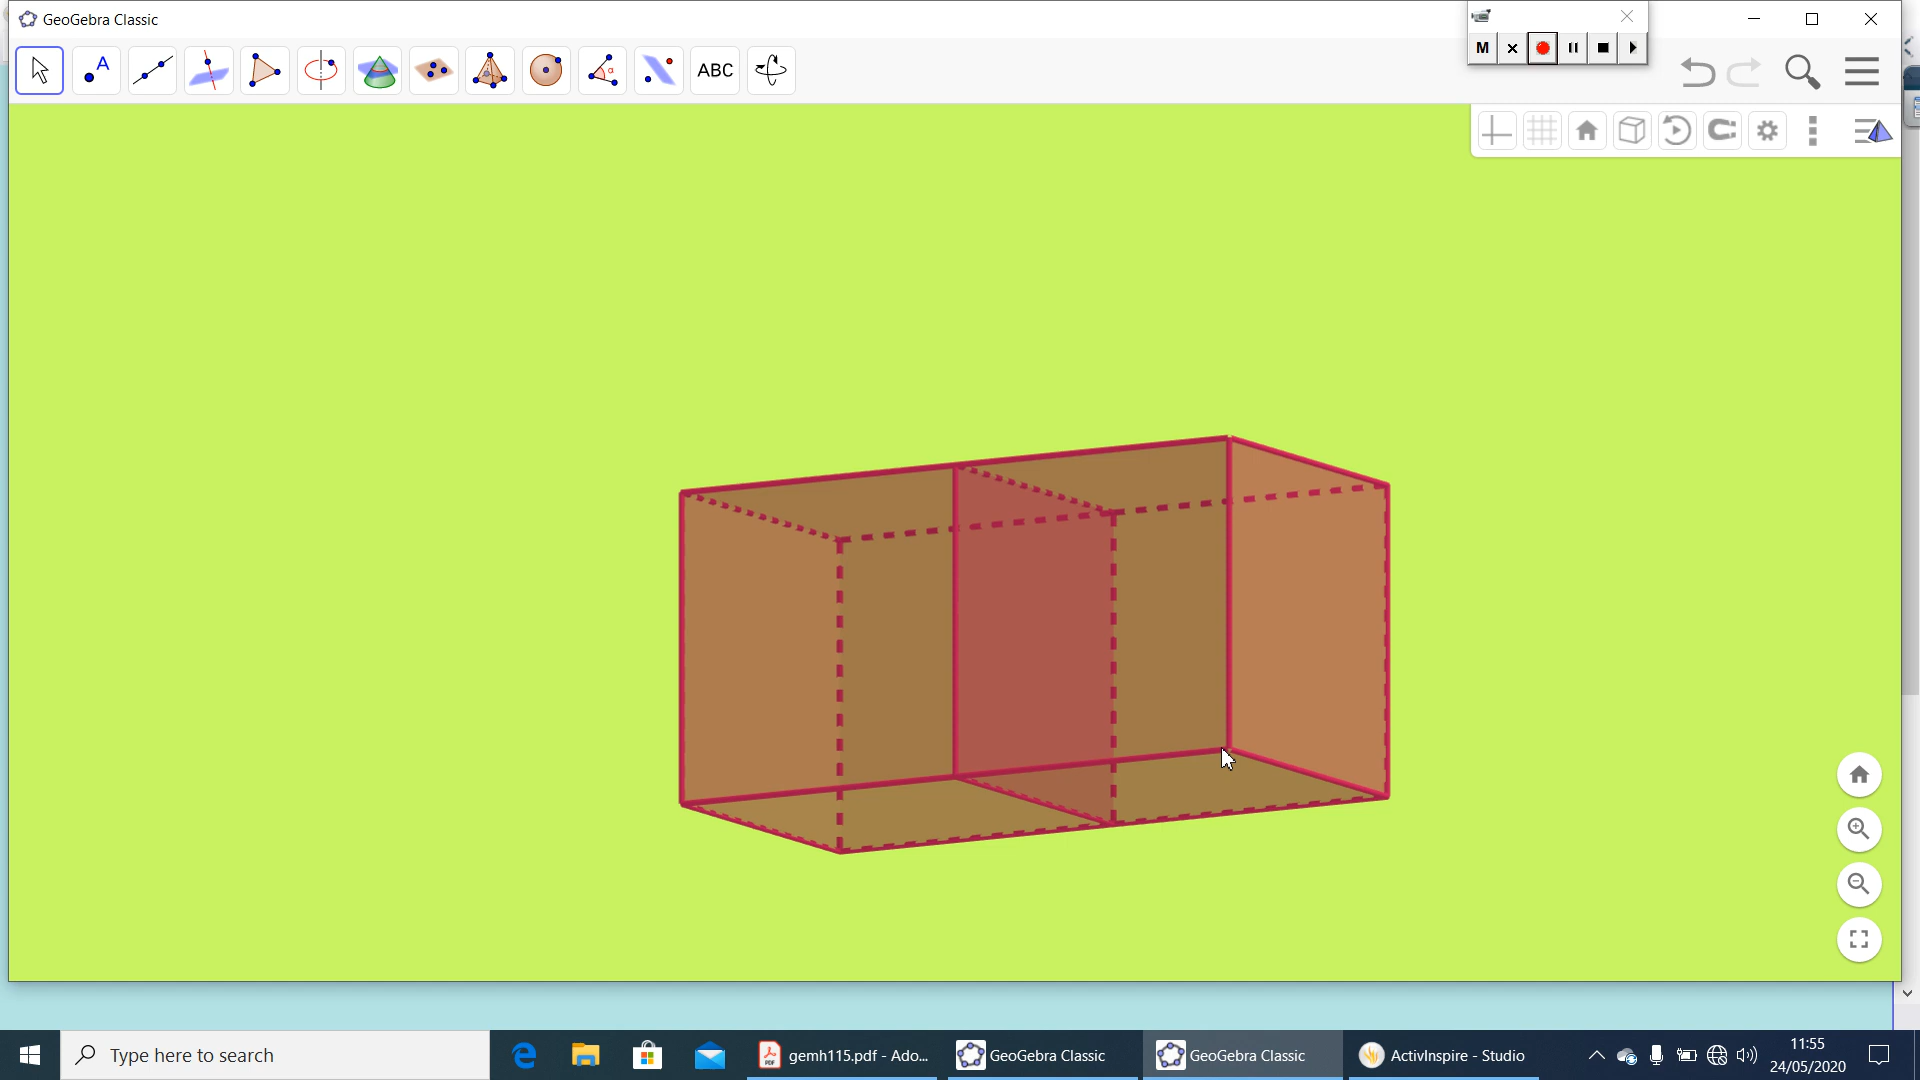 GeoGebra Classic
M
A
α
ABC
Type here to search
gemh115.pdf - Ado...
GeoGebra Classic
GeoGebra Classic
ActivInspire - Studio
11:55
24/05/2020